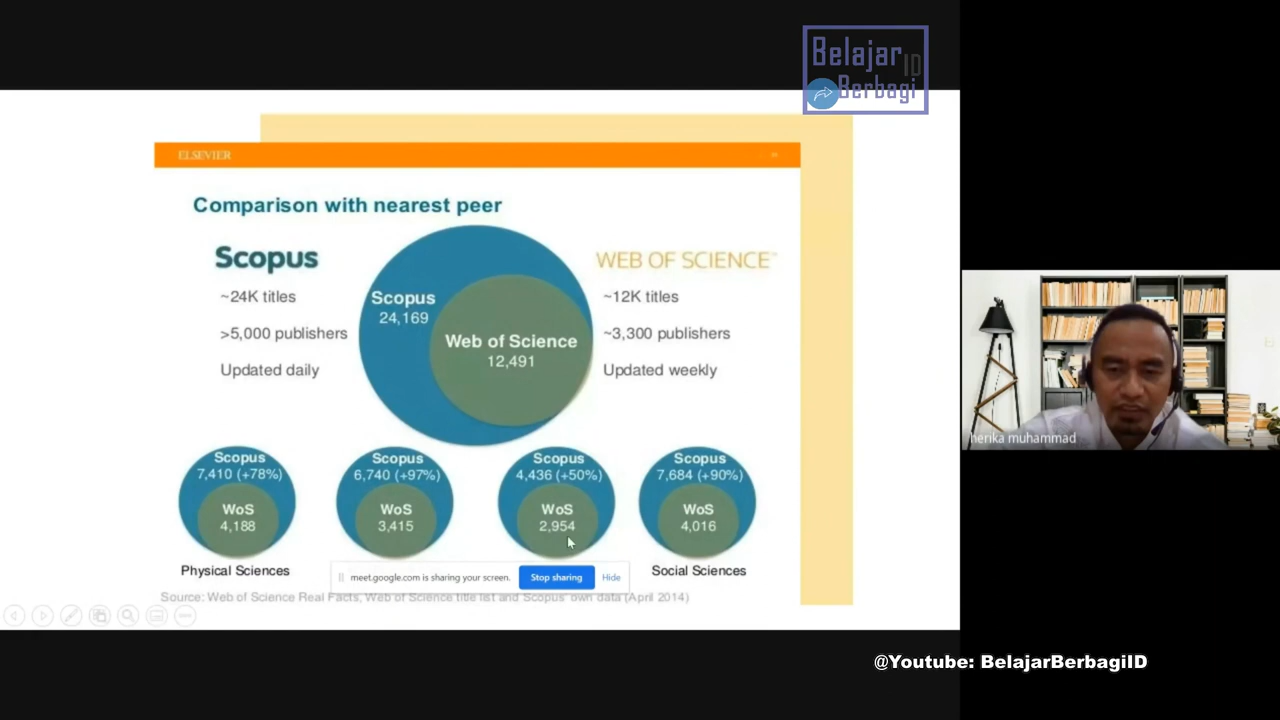 Belajar
ID
Berbagi
ELSEVIER
Comparison with nearest peer
Scopus
~24K titles
>5,000 publishers
Updated daily
Scopus
24,169
Web of Science
12,491
WEB OF SCIENCE™
~12K titles
~3,300 publishers
Updated weekly
Scopus
7,410 (+78%)
WoS
4,188
Physical Sciences
Scopus
6,740 (+97%)
WoS
3,415
Scopus
4,436 (+50%)
WoS
2,954
Scopus
7,684 (+90%)
WoS
4,016
Social Sciences
meet.google.com is sharing your screen.
Stop sharing
Hide
Source: Web of Science Real Facts, Web of Science title list and Scopus' own data (April 2014)
herika muhammad
@Youtube: BelajarBerbagiID